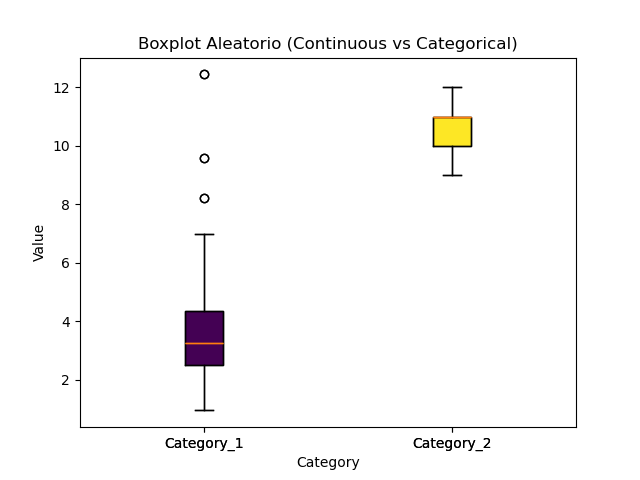 Boxplot Aleatorio (Continuous vs Categorical)
12
10
8
6
4
2
Value
Category_1
Category_2
Category